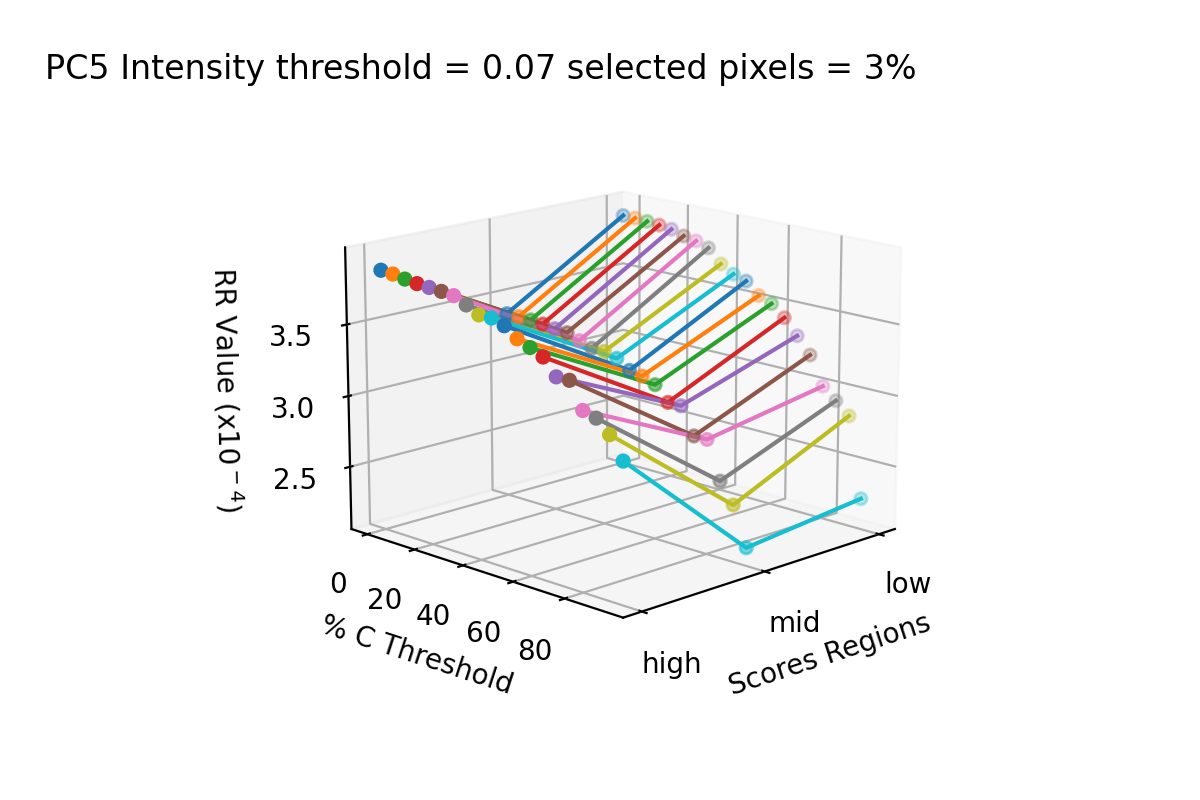 PC5 Intensity threshold = 0.07 selected pixels = 3%
RR Value (x10⁻⁴)
3.5
3.0
2.5
0
20
40
60
80
% C Threshold
high
mid
low
Scores Regions